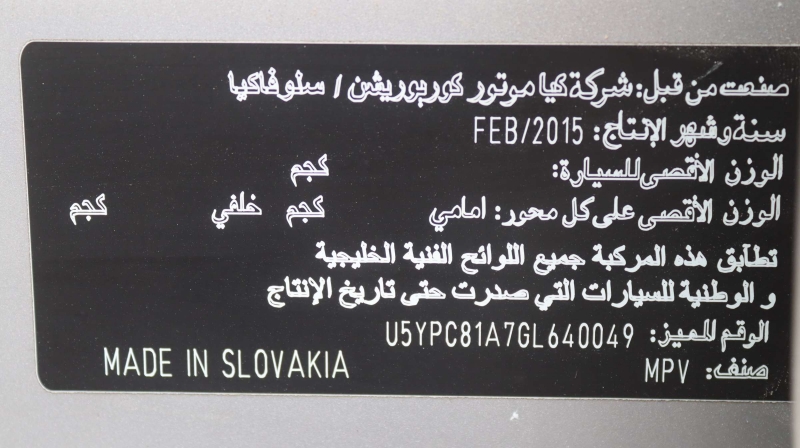 صنعت من قبل: شركة كيا موتور كوربوريشن / سلوفاكيا
سنة و شهر الإنتاج: FEB/2015
الوزن الأقصى للسيارة: كجم
الوزن الأقصى على كل محور: امامي كجم خلفي كجم
تطابق هذه المركبة جميع اللوائح الفنية الخليجية
و الوطنية للسيارات التي صدرت حتى تاريخ الإنتاج
الرقم المميز: U5YPC81A7GL640049
صنف: MPV
MADE IN SLOVAKIA